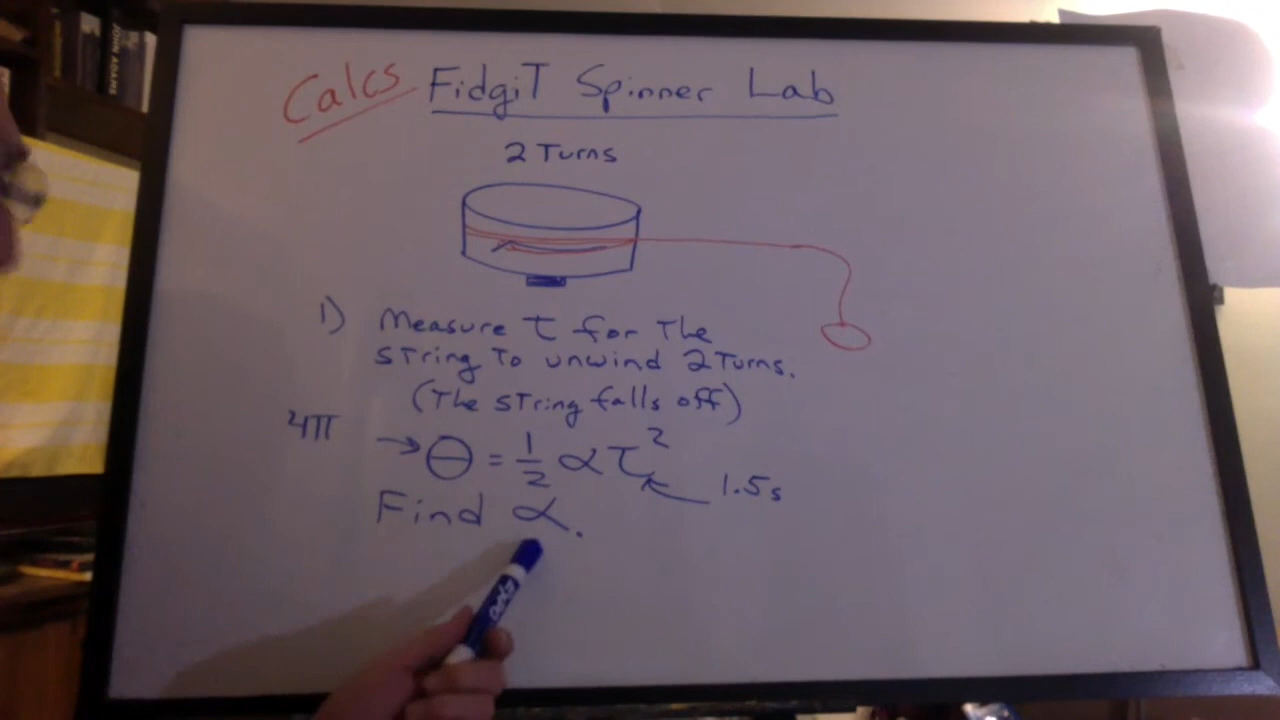 Calcs FidgiT Spinner Lab
2 Turns
1) Measure t for The
string To unwind 2 Turns.
(The string falls off)
4π → θ = 1/2 α t² ← 1.5s
Find α.
EXPO